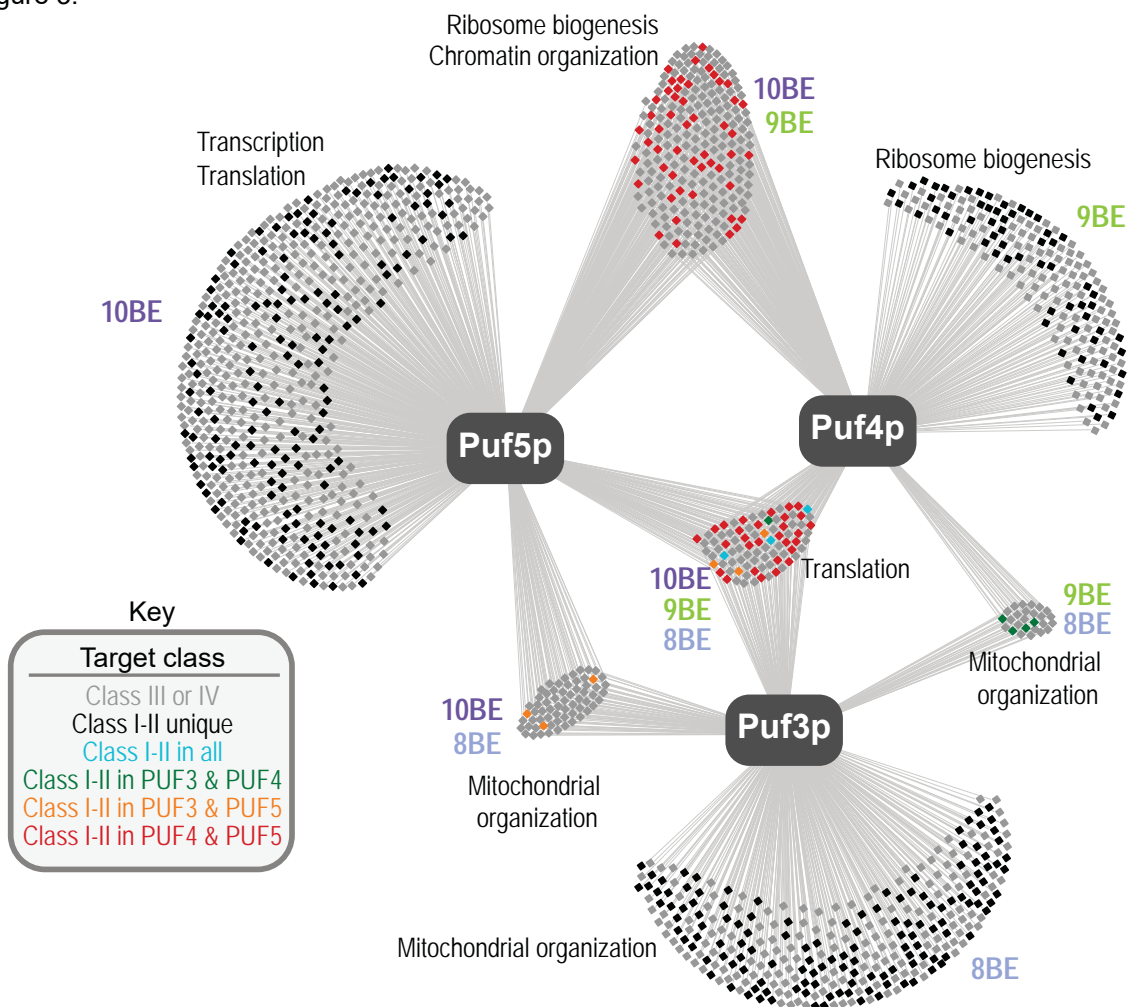 Ribosome biogenesis
Chromatin organization
10BE
9BE
Transcription
Translation
10BE
Ribosome biogenesis
9BE
Puf5p
Puf4p
Translation
10BE
9BE
8BE
9BE
8BE
Mitochondrial
organization
Key
Target class
Class III or IV
Class I-II unique
Class I-II in all
Class I-II in PUF3 & PUF4
Class I-II in PUF3 & PUF5
Class I-II in PUF4 & PUF5
10BE
8BE
Mitochondrial
organization
Puf3p
Mitochondrial organization
8BE